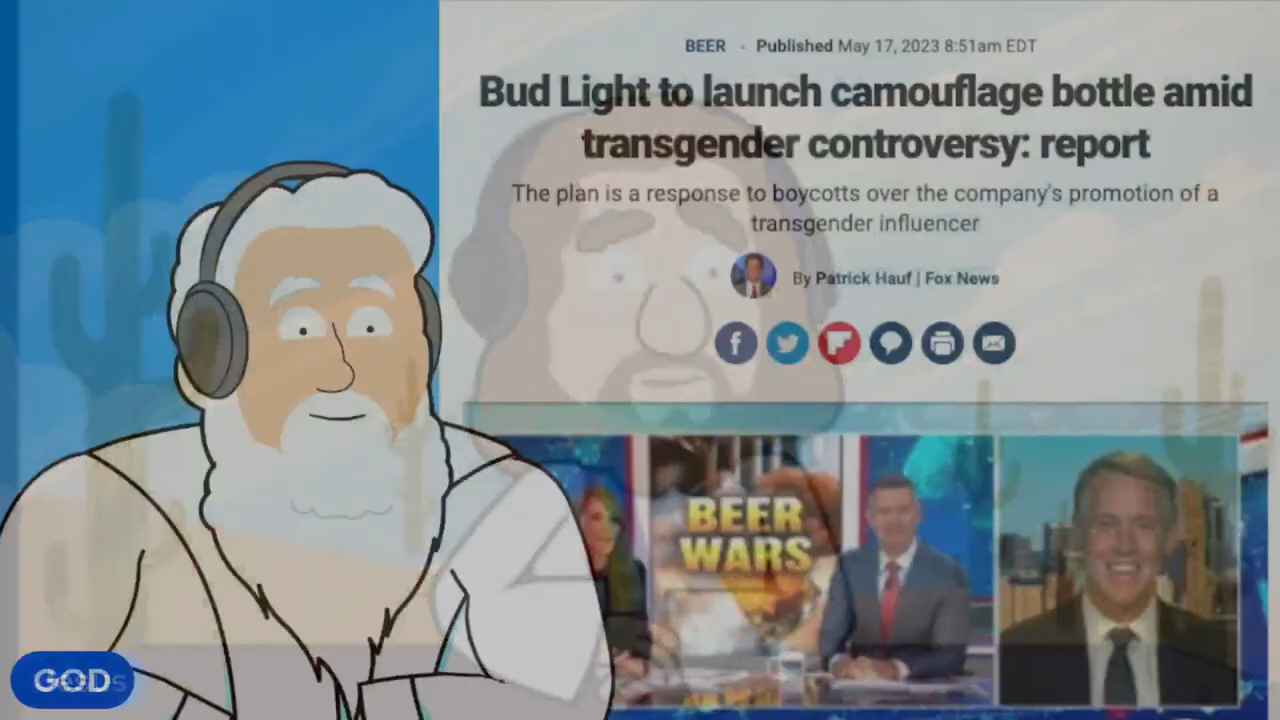 BEER · Published May 17, 2023 8:51am EDT
Bud Light to launch camouflage bottle amid
transgender controversy: report
The plan is a response to boycotts over the company's promotion of a
transgender influencer
By Patrick Hauf | Fox News
BEER
WARS
GOD